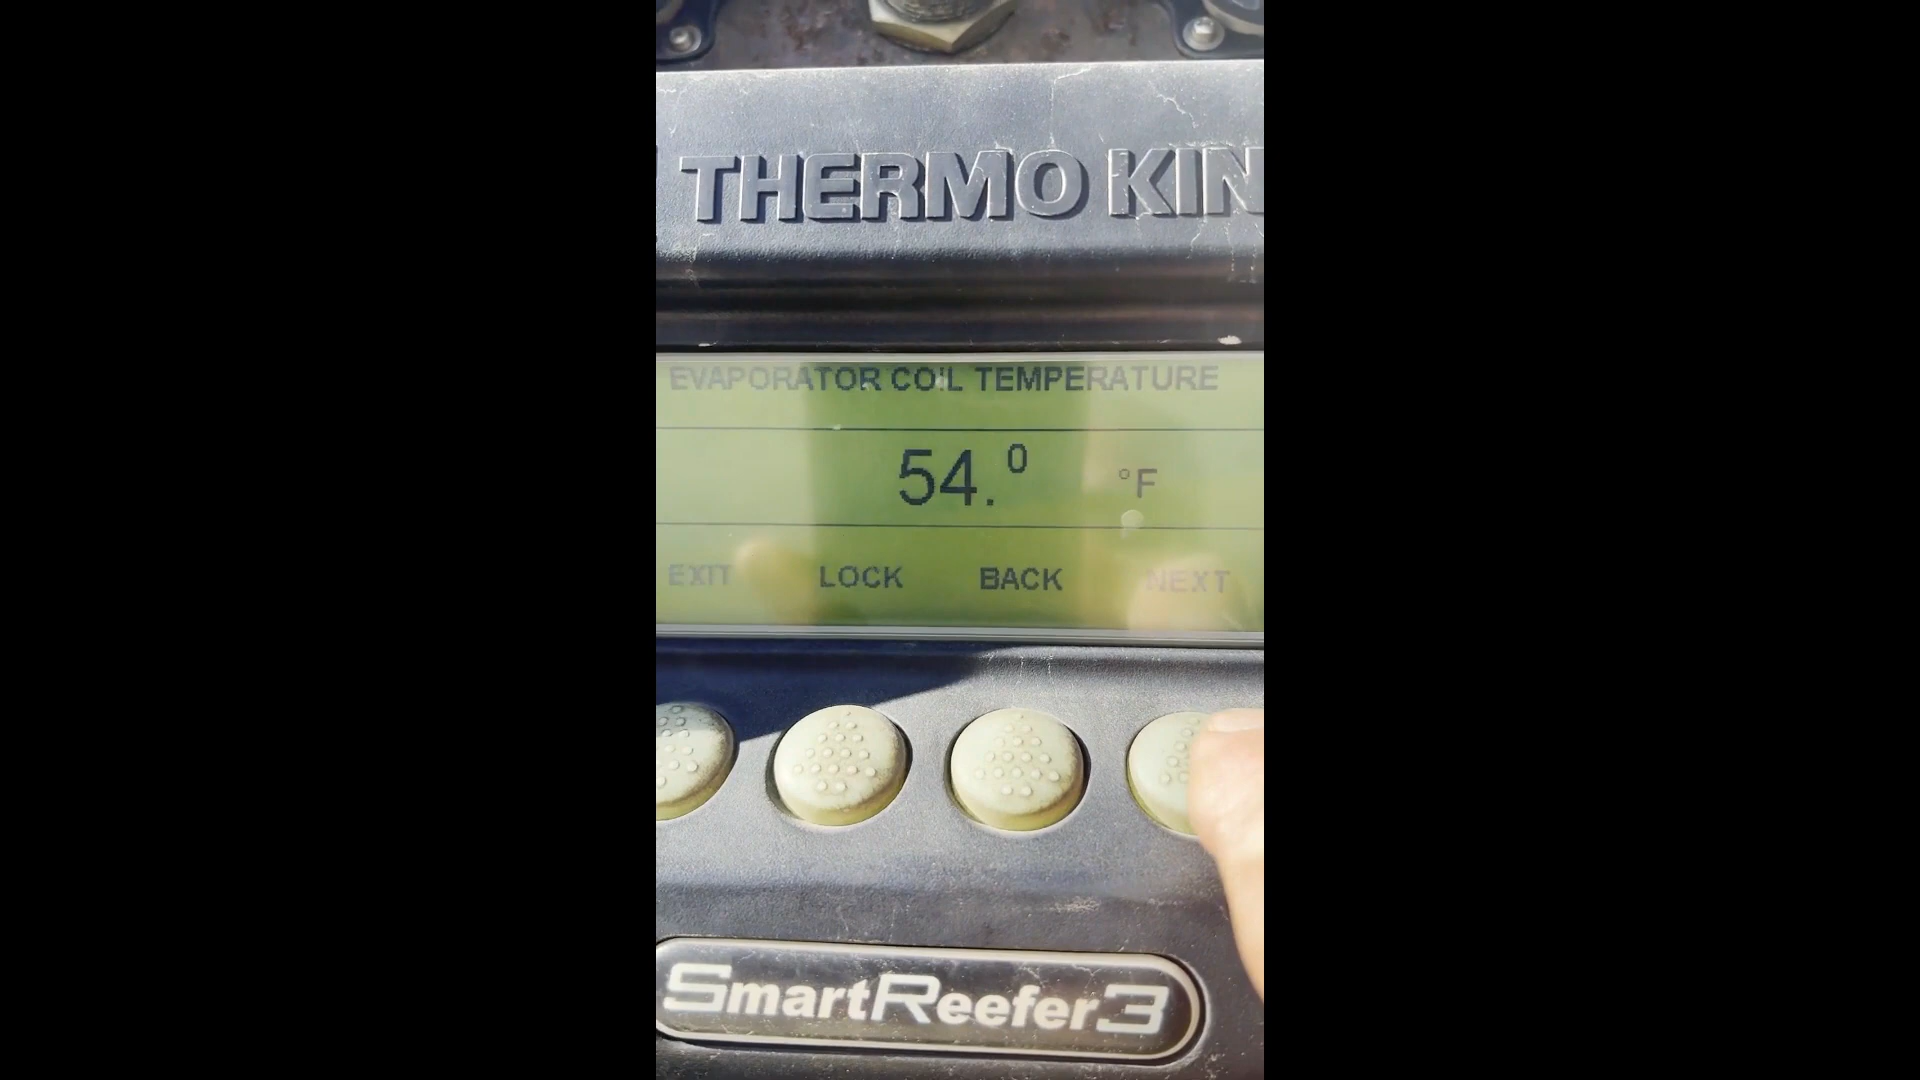 THERMO KIN
EVAPORATOR COIL TEMPERATURE
54.0 °F
EXIT LOCK BACK NEXT
SmartReefer3